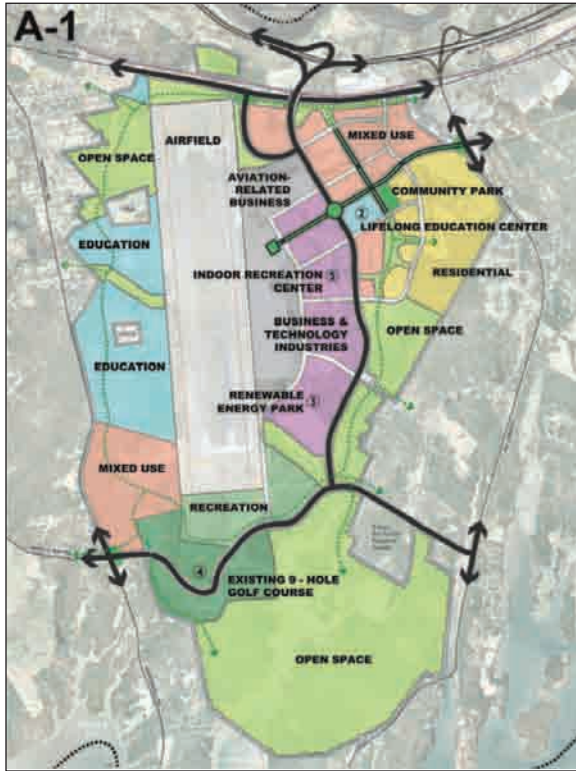 A-1
AIRFIELD
MIXED USE
OPEN SPACE
AVIATION-
RELATED
BUSINESS
COMMUNITY PARK
2
LIFELONG EDUCATION CENTER
EDUCATION
INDOOR RECREATION
CENTER
1
RESIDENTIAL
BUSINESS &
TECHNOLOGY
INDUSTRIES
OPEN SPACE
EDUCATION
RENEWABLE
ENERGY PARK
3
MIXED USE
RECREATION
4
EXISTING 9 - HOLE
GOLF COURSE
OPEN SPACE